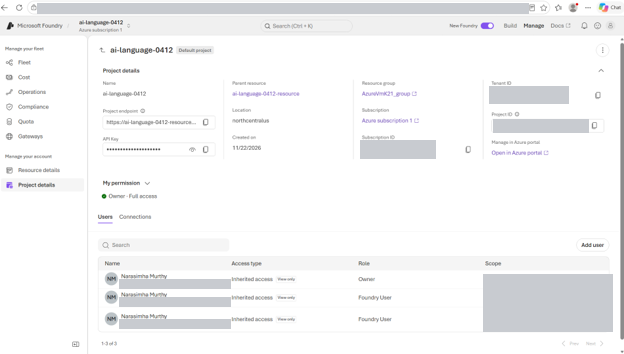 Microsoft Foundry
ai-language-0412
Azure subscription 1
Search (Ctrl + K)
New Foundry
Build
Manage
Docs
Chat
Manage your fleet
Fleet
Cost
Operations
Compliance
Quota
Gateways
Manage your account
Resource details
Project details
ai-language-0412
Default project
Project details
Name
ai-language-0412
Project endpoint
https://ai-language-0412-resource...
API Key
Parent resource
ai-language-0412-resource
Location
northcentralus
Created on
11/22/2026
Resource group
AzureVmK21_group
Subscription
Azure subscription 1
Subscription ID
Tenant ID
Project ID
Manage in Azure portal
Open in Azure portal
My permission
Owner · Full access
Users
Connections
Search
Add user
Name
Access type
Role
Scope
NM
Narasimha Murthy
Inherited access
View only
Owner
NM
Narasimha Murthy
Inherited access
View only
Foundry User
NM
Narasimha Murthy
Inherited access
View only
Foundry User
1-3 of 3
Prev
Next